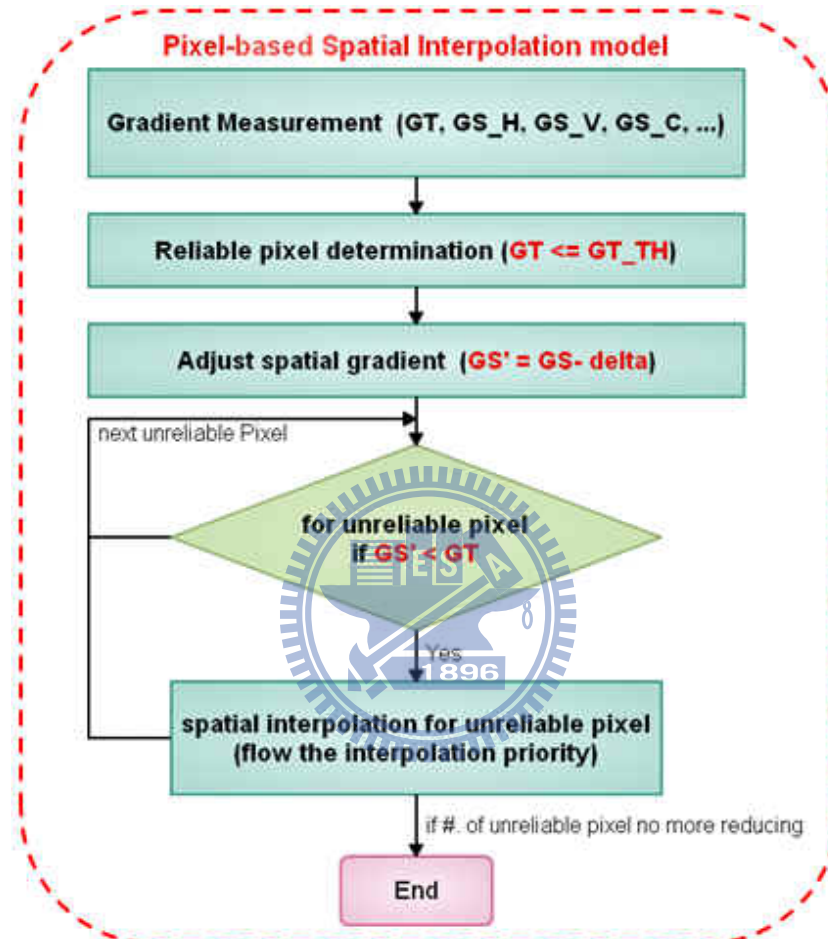 Pixel-based Spatial Interpolation model
Gradient Measurement (GT, GS_H, GS_V, GS_C, ...)
Reliable pixel determination (GT <= GT_TH)
Adjust spatial gradient (GS' = GS- delta)
next unreliable Pixel
for unreliable pixel
if GS' < GT
E S A
Yes
1896
spatial interpolation for unreliable pixel
(flow the interpolation priority)
if #. of unreliable pixel no more reducing
End